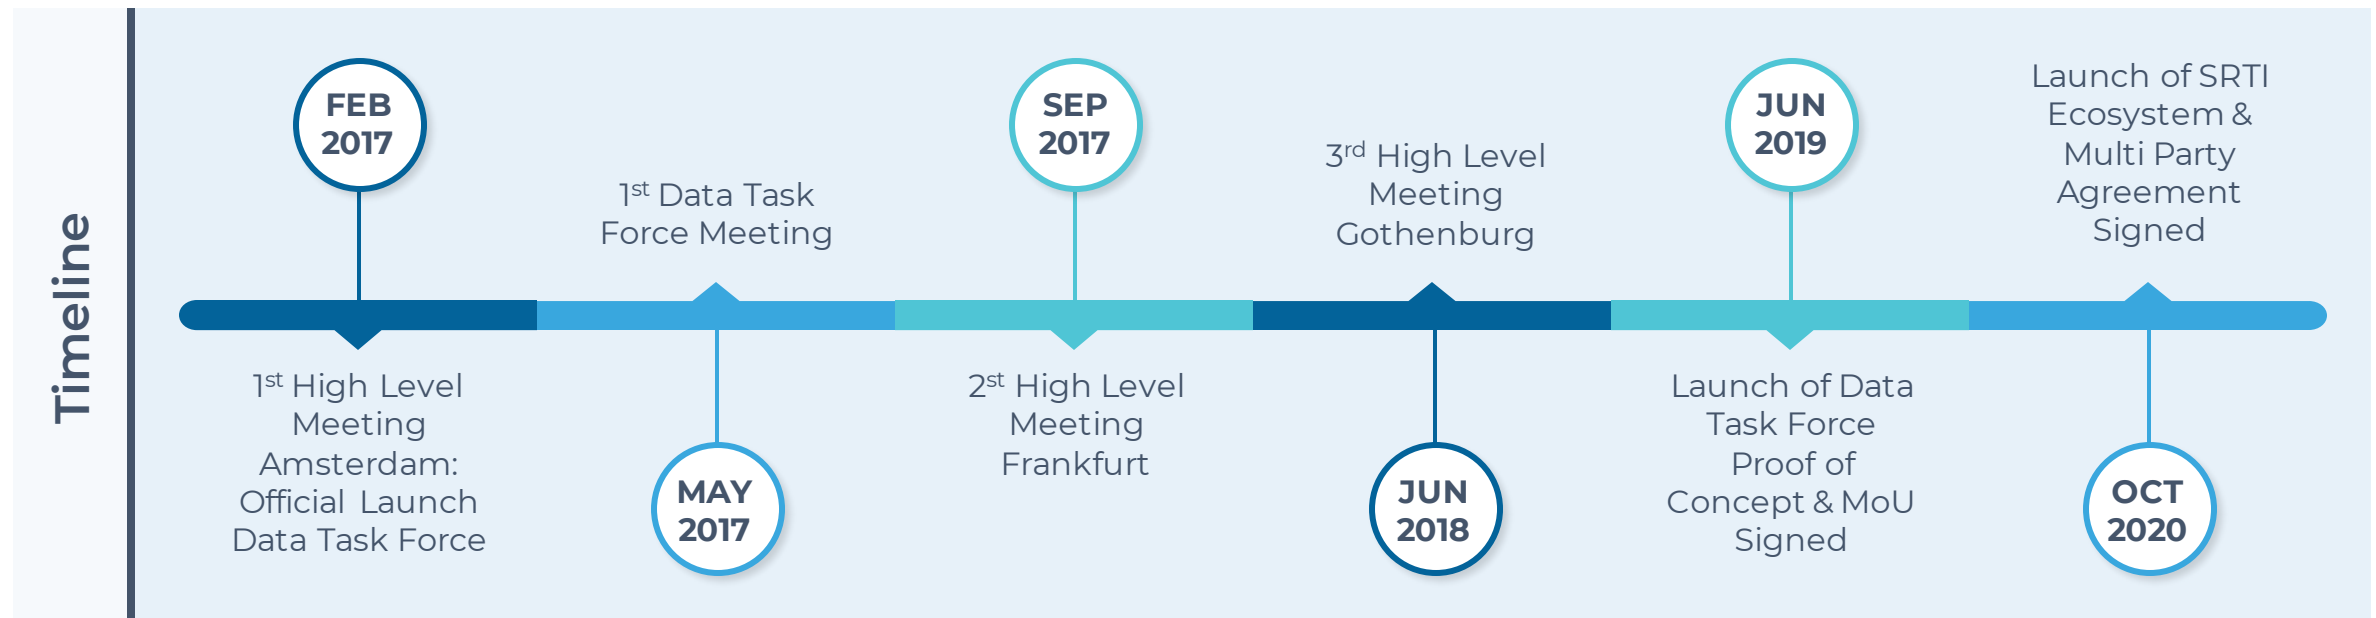 Timeline
FEB
2017
1st High Level
Meeting
Amsterdam:
Official Launch
Data Task Force
1st Data Task
Force Meeting
MAY
2017
SEP
2017
2st High Level
Meeting
Frankfurt
3rd High Level
Meeting
Gothenburg
JUN
2018
JUN
2019
Launch of Data
Task Force
Proof of
Concept & MoU
Signed
Launch of SRTI
Ecosystem &
Multi Party
Agreement
Signed
OCT
2020